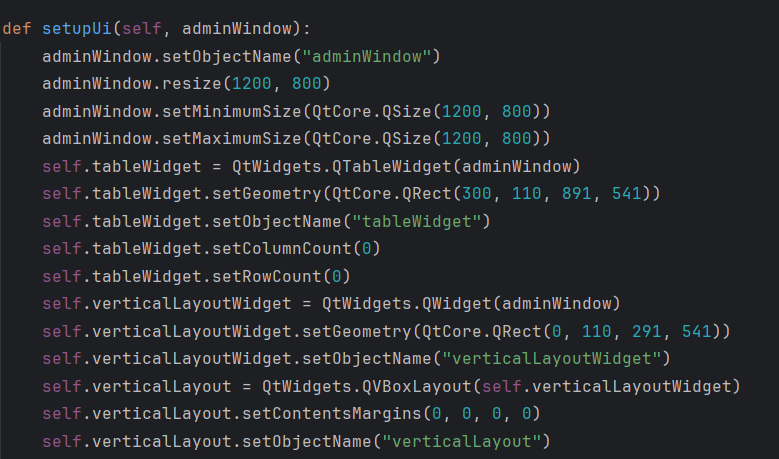 def setupUi(self, adminWindow):
    adminWindow.setObjectName("adminWindow")
    adminWindow.resize(1200, 800)
    adminWindow.setMinimumSize(QtCore.QSize(1200, 800))
    adminWindow.setMaximumSize(QtCore.QSize(1200, 800))
    self.tableWidget = QtWidgets.QTableWidget(adminWindow)
    self.tableWidget.setGeometry(QtCore.QRect(300, 110, 891, 541))
    self.tableWidget.setObjectName("tableWidget")
    self.tableWidget.setColumnCount(0)
    self.tableWidget.setRowCount(0)
    self.verticalLayoutWidget = QtWidgets.QWidget(adminWindow)
    self.verticalLayoutWidget.setGeometry(QtCore.QRect(0, 110, 291, 541))
    self.verticalLayoutWidget.setObjectName("verticalLayoutWidget")
    self.verticalLayout = QtWidgets.QVBoxLayout(self.verticalLayoutWidget)
    self.verticalLayout.setContentsMargins(0, 0, 0, 0)
    self.verticalLayout.setObjectName("verticalLayout")